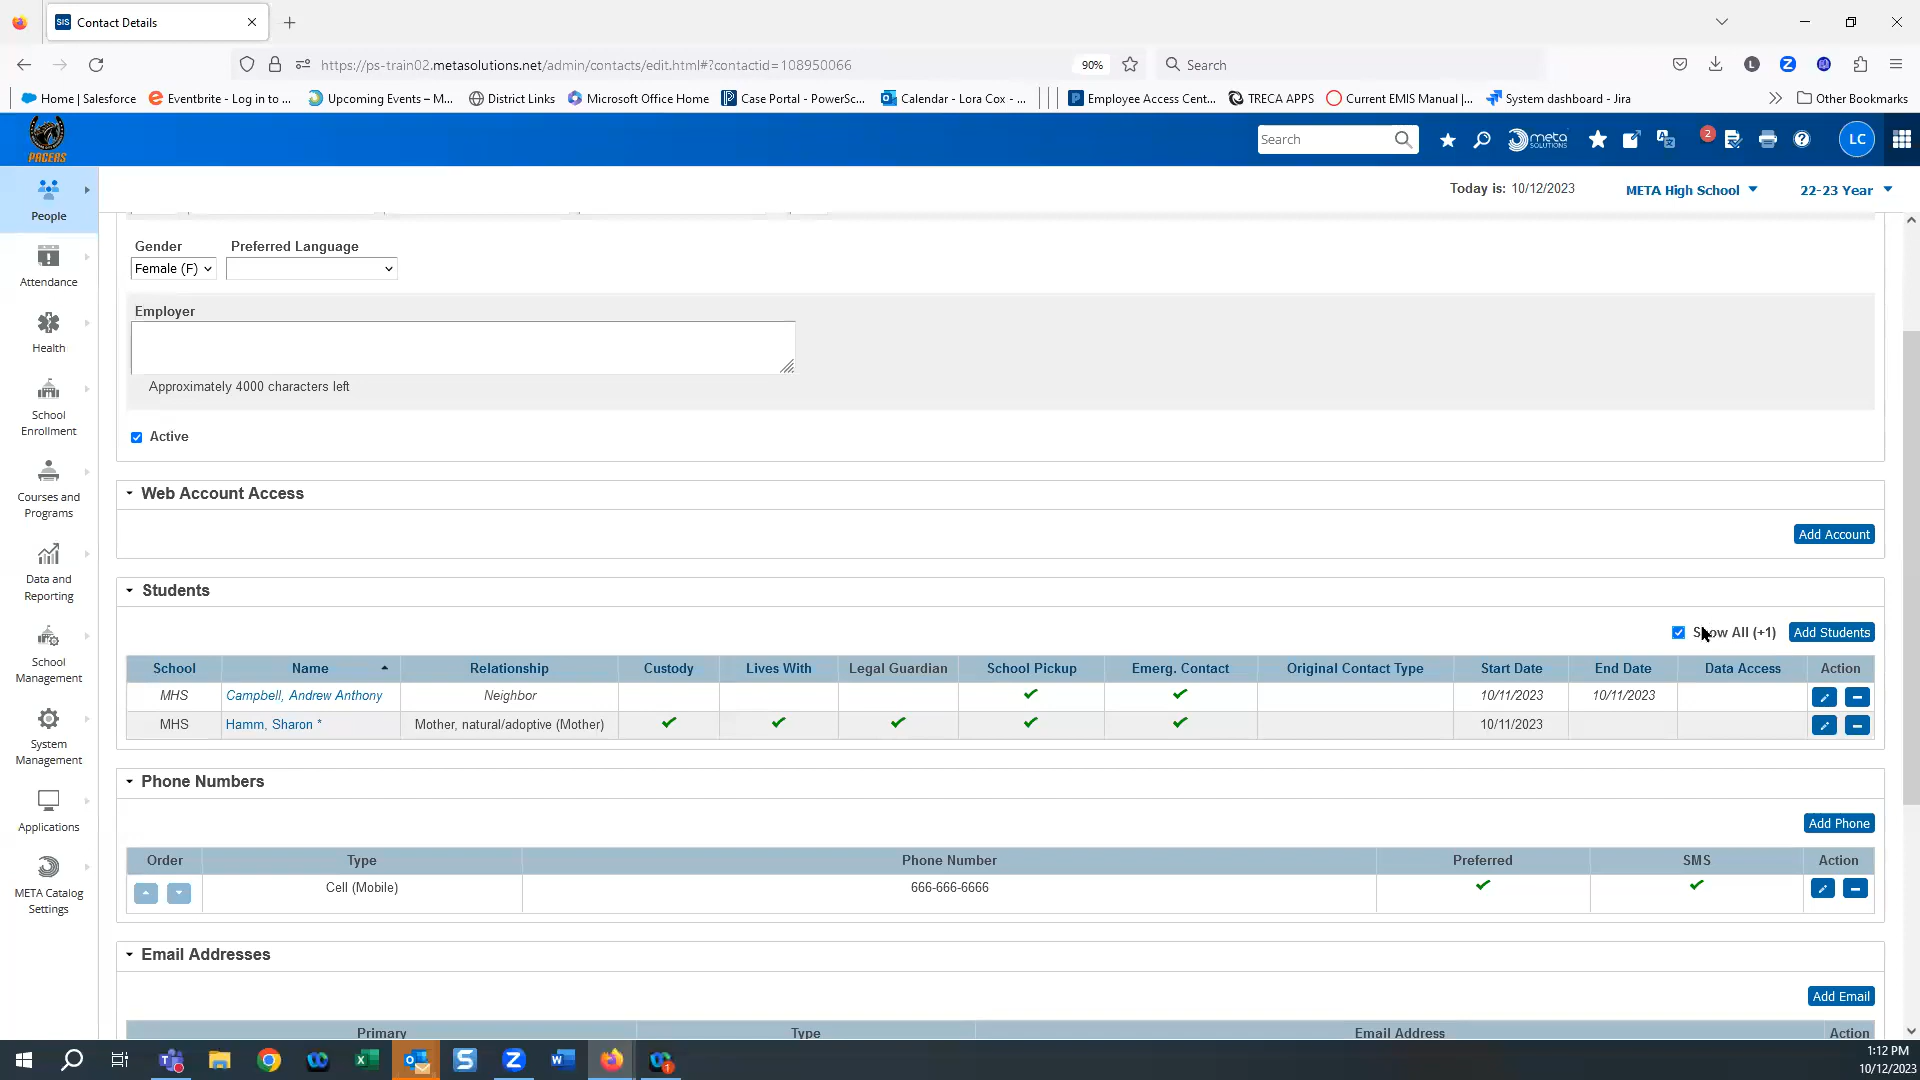 SIS Contact Details
https://ps-train02.metasolutions.net/admin/contacts/edit.html#?contactid=108950066
90%
Search
Home | Salesforce
Eventbrite - Log in to ...
Upcoming Events – M...
District Links
Microsoft Office Home
Case Portal - PowerSc...
Calendar - Lora Cox - ...
Employee Access Cent...
TRECA APPS
Current EMIS Manual |...
System dashboard - Jira
Other Bookmarks
PACERS
Search
meta SOLUTIONS
2
LC
Today is: 10/12/2023
META High School
22-23 Year
People
Attendance
Health
School Enrollment
Courses and Programs
Data and Reporting
School Management
System Management
Applications
META Catalog Settings
Gender Preferred Language
Female (F)
Employer
Approximately 4000 characters left
Active
Web Account Access
Add Account
Students
Show All (+1) Add Students
School Name Relationship Custody Lives With Legal Guardian School Pickup Emerg. Contact Original Contact Type Start Date End Date Data Access Action
MHS Campbell, Andrew Anthony Neighbor 10/11/2023 10/11/2023
MHS Hamm, Sharon * Mother, natural/adoptive (Mother) 10/11/2023
Phone Numbers
Add Phone
Order Type Phone Number Preferred SMS Action
Cell (Mobile) 666-666-6666
Email Addresses
Add Email
Primary Type Email Address Action
1:12 PM
10/12/2023